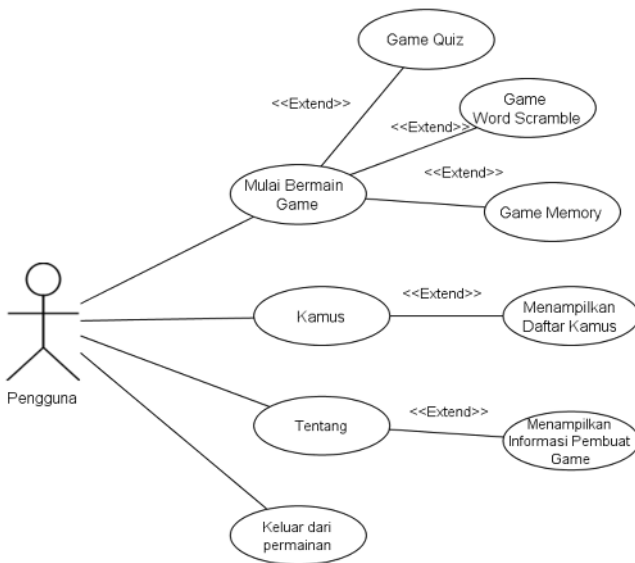 Game Quiz
<<Extend>>
Game
Word Scramble
<<Extend>>
<<Extend>>
Mulai Bermain
Game
Game Memory
Kamus
<<Extend>>
Menampilkan
Daftar Kamus
Pengguna
Tentang
<<Extend>>
Menampilkan
Informasi Pembuat
Game
Keluar dari
permainan